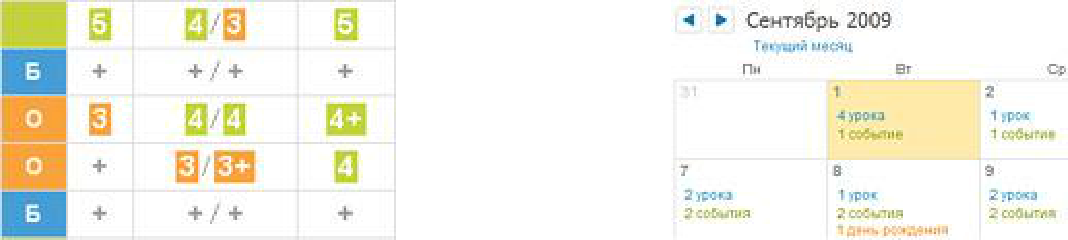 5 4 / 3 5
Б + + / + +
О 3 4 / 4 4+
О + 3 / 3+ 4
Б + + / + +
Сентябрь 2009
Текущий месяц
Пн Вт Ср
31 1 2
4 урока 1 урок
1 событие 1 событие
7 8 9
2 урока 1 урок 2 урока
2 события 2 события 2 события
1 день рождения